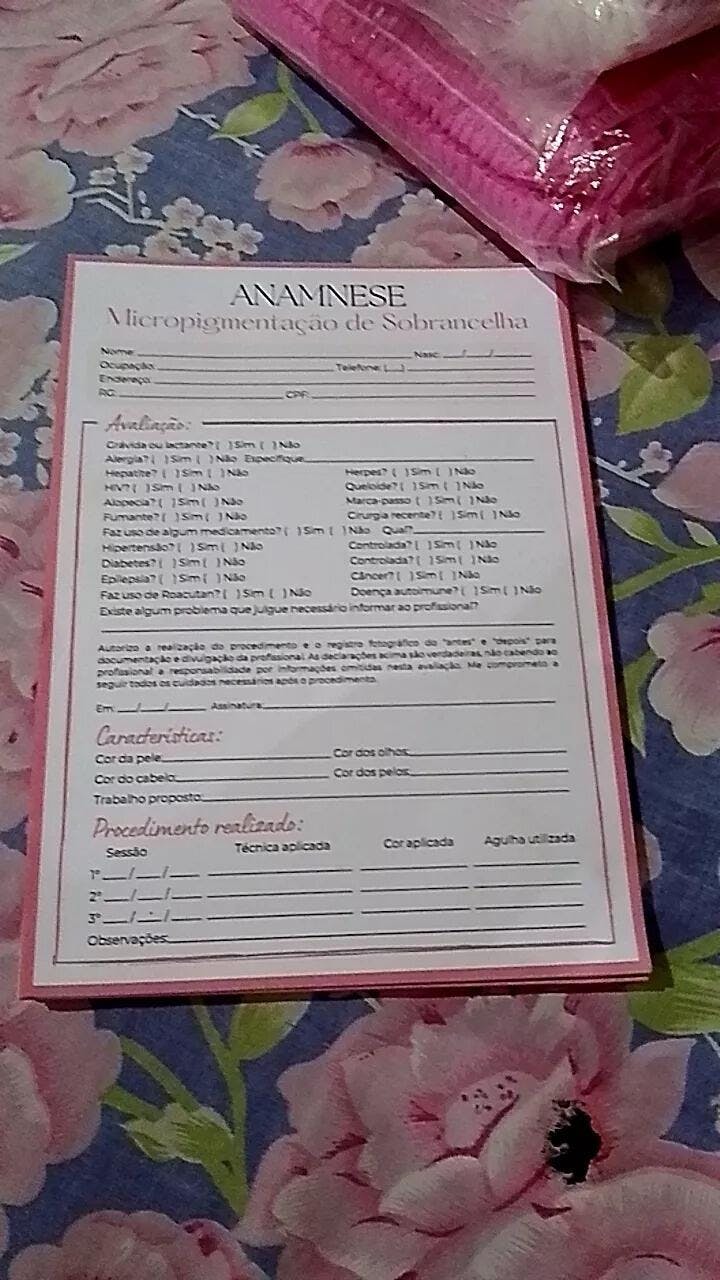 ANAMNESE
Micropigmentação de Sobrancelha
Nome: Nasc: / /
Ocupação: Telefone: ( )
Endereço:
RG: CPF:
Avaliação:
Grávida ou lactante? ( ) Sim ( ) Não
Alergia? ( ) Sim ( ) Não Especifique:
Hepatite? ( ) Sim ( ) Não Herpes? ( ) Sim ( ) Não
HIV? ( ) Sim ( ) Não Queloide? ( ) Sim ( ) Não
Alopecia? ( ) Sim ( ) Não Marca-passo ( ) Sim ( ) Não
Fumante? ( ) Sim ( ) Não Cirurgia recente? ( ) Sim ( ) Não
Faz uso de algum medicamento? ( ) Sim ( ) Não Qual?
Hipertensão? ( ) Sim ( ) Não Controlada? ( ) Sim ( ) Não
Diabetes? ( ) Sim ( ) Não Controlada? ( ) Sim ( ) Não
Epilepsia? ( ) Sim ( ) Não Câncer? ( ) Sim ( ) Não
Faz uso de Roacutan? ( ) Sim ( ) Não Doença autoimune? ( ) Sim ( ) Não
Existe algum problema que julgue necessário informar ao profissional?
Autorizo a realização do procedimento e o registro fotográfico do "antes" e "depois" para
documentação e divulgação da profissional. As declarações acima são verdadeiras, não cabendo ao
profissional a responsabilidade por informações omitidas nesta avaliação. Me comprometo a
seguir todos os cuidados necessários após o procedimento.
Em: / / Assinatura:
Características:
Cor da pele: Cor dos olhos:
Cor do cabelo: Cor dos pelos:
Trabalho proposto:
Procedimento realizado:
Sessão Técnica aplicada Cor aplicada Agulha utilizada
1º / /
2º / /
3º / /
Observações: